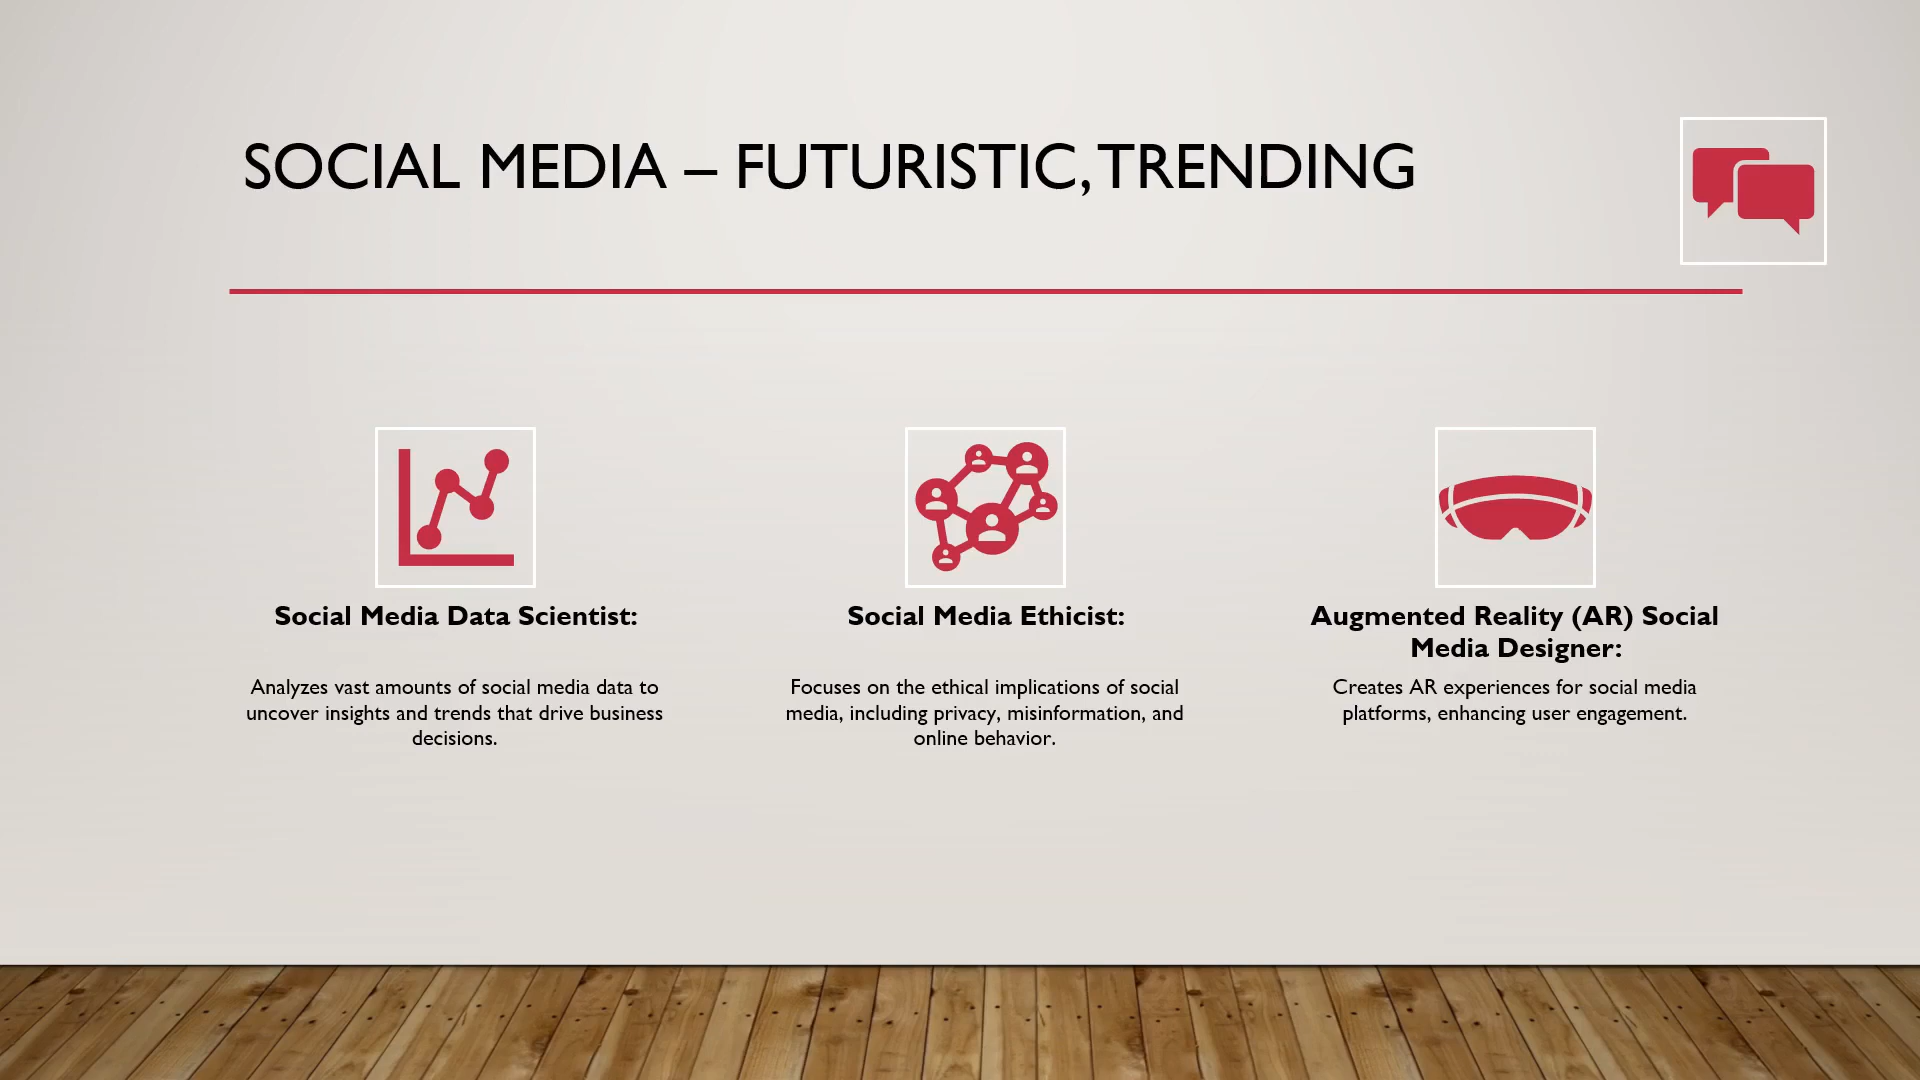 SOCIAL MEDIA – FUTURISTIC, TRENDING
Social Media Data Scientist:
Analyzes vast amounts of social media data to
uncover insights and trends that drive business
decisions.
Social Media Ethicist:
Focuses on the ethical implications of social
media, including privacy, misinformation, and
online behavior.
Augmented Reality (AR) Social
Media Designer:
Creates AR experiences for social media
platforms, enhancing user engagement.